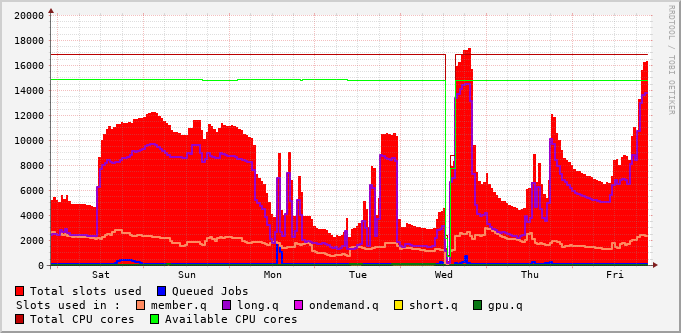 RRDTOOL / TOBI OETIKER
20000
18000
16000
14000
12000
10000
8000
6000
4000
2000
0
Sat Sun Mon Tue Wed Thu Fri
Total slots used Queued Jobs
Slots used in : member.q long.q ondemand.q short.q gpu.q
Total CPU cores Available CPU cores